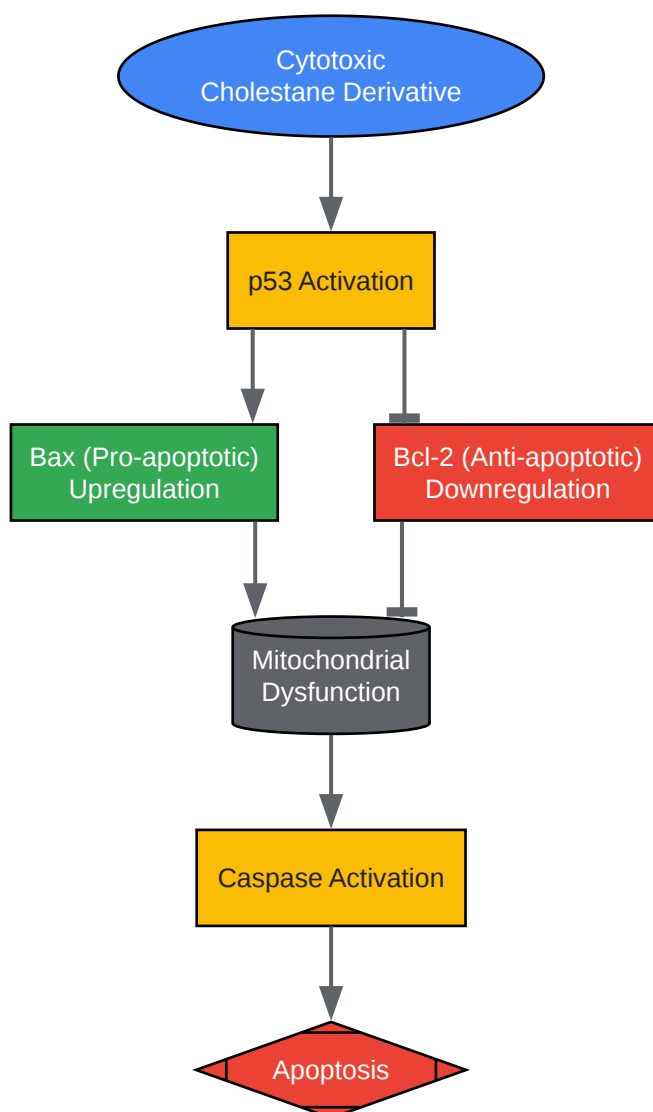 Cytotoxic
Cholestane Derivative
p53 Activation
Bax (Pro-apoptotic)
Upregulation
Bcl-2 (Anti-apoptotic)
Downregulation
Mitochondrial
Dysfunction
Caspase Activation
Apoptosis